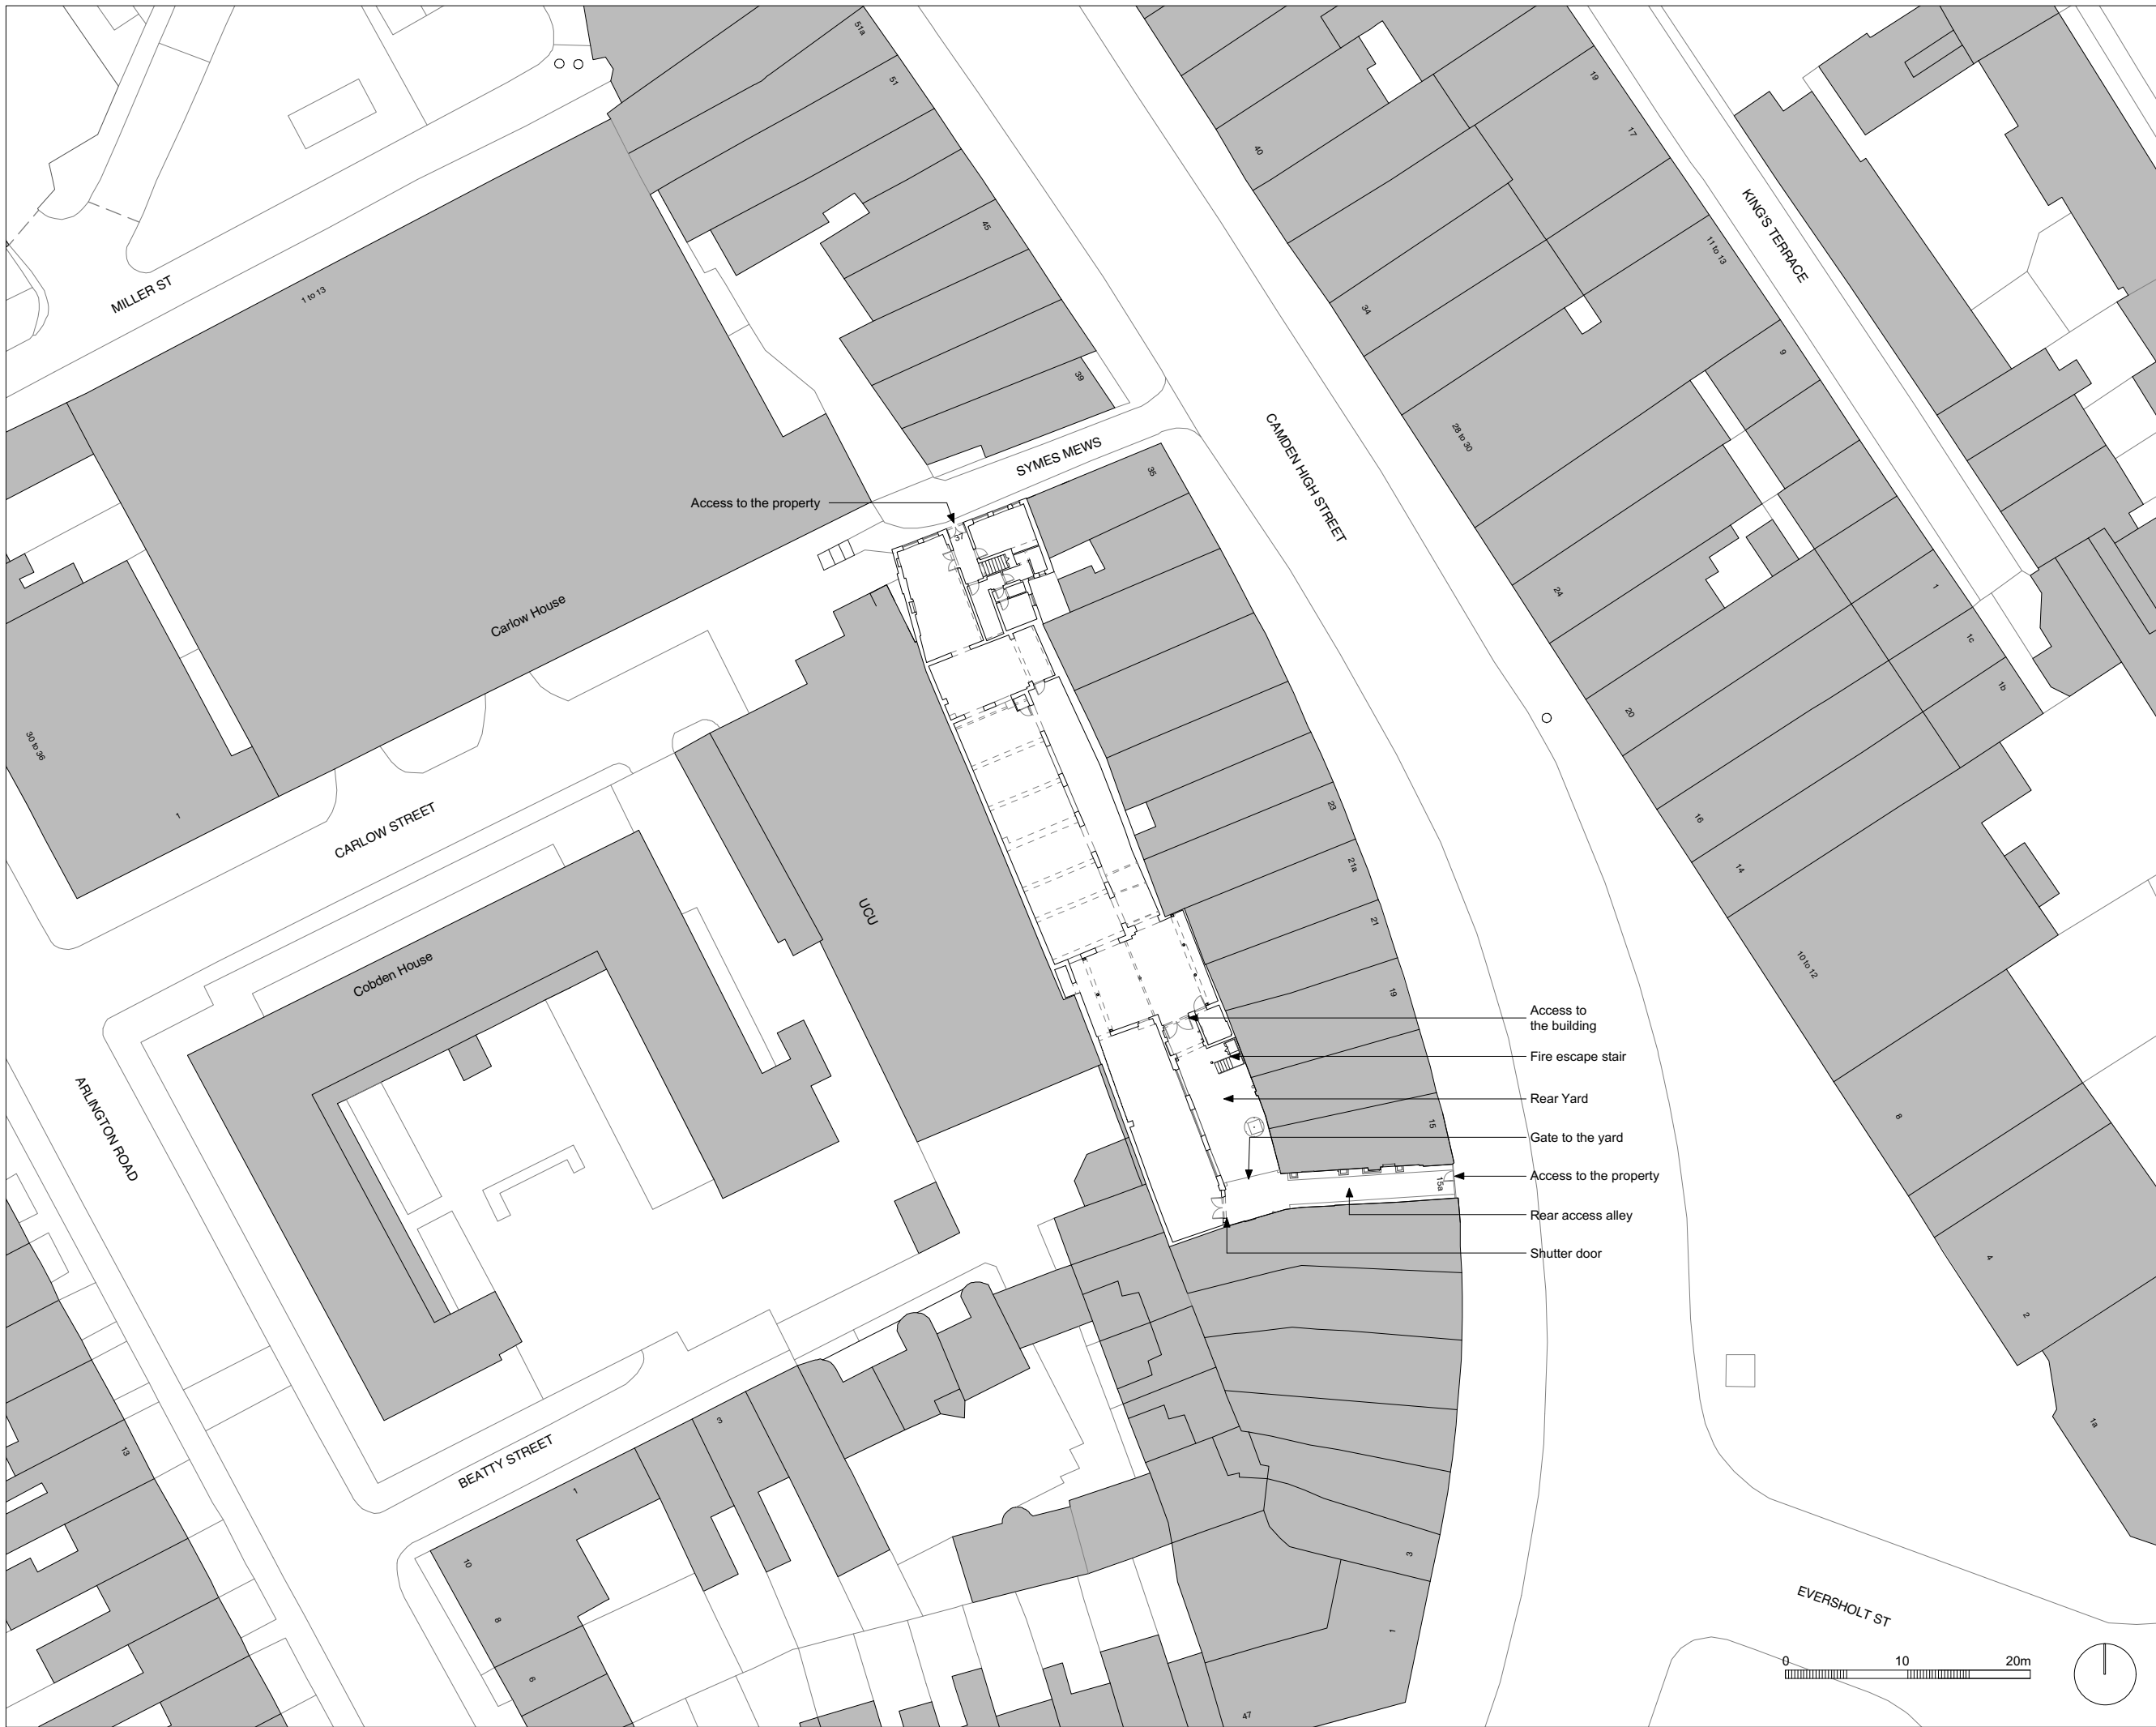 51a
51
19
17
40
45
KING'S TERRACE
11 to 13
MILLER ST
1 to 13
34
9
39
CAMDEN HIGH STREET
28 to 30
SYMES MEWS
35
Access to the property
37
24
1
Carlow House
1c
1b
20
30 to 36
23
1
CARLOW STREET
16
21a
14
UCU
21
10 to 12
Cobden House
19
Access to
the building
Fire escape stair
ARLINGTON ROAD
Rear Yard
8
15
Gate to the yard
Access to the property
15a
Rear access alley
Shutter door
4
2
3
1a
13
BEATTY STREET
1
3
10
EVERSHOLT ST
8
1
6
0 10 20m
47